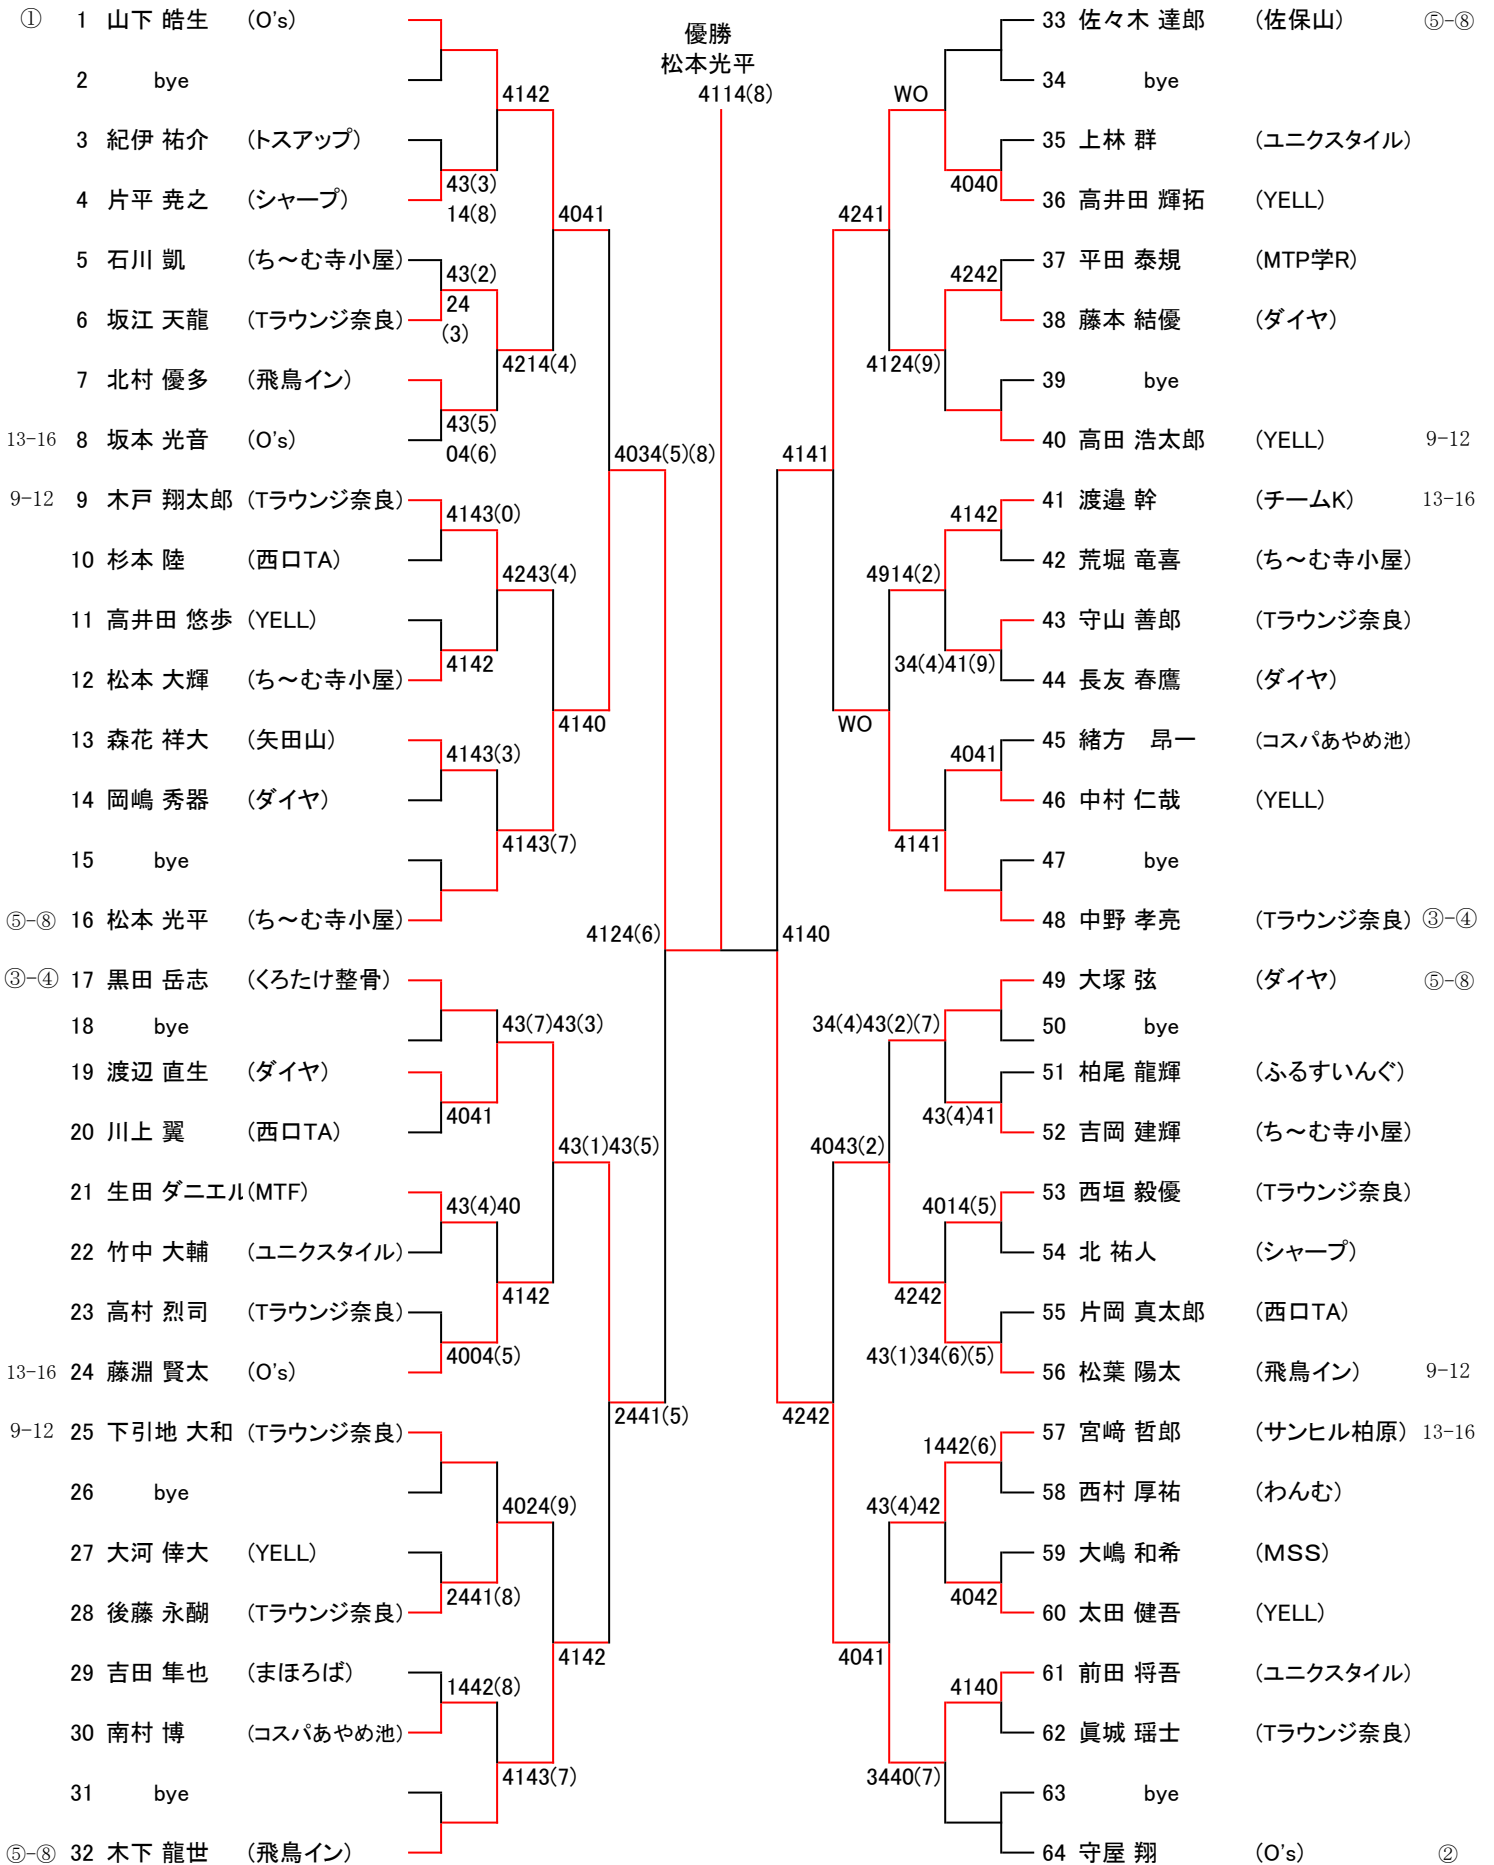 優勝
松本光平
4114(8)
① 1 山下 皓生 (O's)
2 bye
4142
3 紀伊 祐介 (トスアップ)
43(3)
4 片平 尭之 (シャープ)
14(8)
4041
5 石川 凱 (ち～む寺小屋)
43(2)
6 坂江 天龍 (Tラウンジ奈良)
24
(3)
4214(4)
7 北村 優多 (飛鳥イン)
43(5)
13-16 8 坂本 光音 (O's)
04(6)
4034(5)(8)
9-12 9 木戸 翔太郎 (Tラウンジ奈良)
4143(0)
10 杉本 陸 (西口TA)
4243(4)
11 高井田 悠歩 (YELL)
4142
12 松本 大輝 (ち～む寺小屋)
4140
13 森花 祥大 (矢田山)
4143(3)
14 岡嶋 秀器 (ダイヤ)
4143(7)
15 bye
⑤-⑧ 16 松本 光平 (ち～む寺小屋)
4124(6)
③-④ 17 黒田 岳志 (くろたけ整骨)
18 bye
43(7)43(3)
19 渡辺 直生 (ダイヤ)
4041
20 川上 翼 (西口TA)
43(1)43(5)
21 生田 ダニエル (MTF)
43(4)40
22 竹中 大輔 (ユニクスタイル)
4142
23 高村 烈司 (Tラウンジ奈良)
4004(5)
13-16 24 藤淵 賢太 (O's)
2441(5)
9-12 25 下引地 大和 (Tラウンジ奈良)
26 bye
4024(9)
27 大河 倖大 (YELL)
2441(8)
28 後藤 永醐 (Tラウンジ奈良)
4142
29 吉田 隼也 (まほろば)
1442(8)
30 南村 博 (コスパあやめ池)
4143(7)
31 bye
⑤-⑧ 32 木下 龍世 (飛鳥イン)
33 佐々木 達郎 (佐保山) ⑤-⑧
34 bye
WO
35 上林 群 (ユニクスタイル)
4040
36 高井田 輝拓 (YELL)
4241
37 平田 泰規 (MTP学R)
4242
38 藤本 結優 (ダイヤ)
4124(9)
39 bye
40 高田 浩太郎 (YELL) 9-12
4141
41 渡邉 幹 (チームK) 13-16
4142
42 荒堀 竜喜 (ち～む寺小屋)
4914(2)
43 守山 善郎 (Tラウンジ奈良)
34(4)41(9)
44 長友 春鷹 (ダイヤ)
WO
45 緒方 昂一 (コスパあやめ池)
4041
46 中村 仁哉 (YELL)
4141
47 bye
48 中野 孝亮 (Tラウンジ奈良) ③-④
4140
49 大塚 弦 (ダイヤ) ⑤-⑧
50 bye
34(4)43(2)(7)
51 柏尾 龍輝 (ふるすいんぐ)
43(4)41
52 吉岡 建輝 (ち～む寺小屋)
4043(2)
53 西垣 毅優 (Tラウンジ奈良)
4014(5)
54 北 祐人 (シャープ)
4242
55 片岡 真太郎 (西口TA)
43(1)34(6)(5)
56 松葉 陽太 (飛鳥イン) 9-12
4242
57 宮﨑 哲郎 (サンヒル柏原) 13-16
1442(6)
58 西村 厚祐 (わんむ)
43(4)42
59 大嶋 和希 (MSS)
4042
60 太田 健吾 (YELL)
4041
61 前田 将吾 (ユニクスタイル)
4140
62 眞城 瑶士 (Tラウンジ奈良)
3440(7)
63 bye
64 守屋 翔 (O's) ②